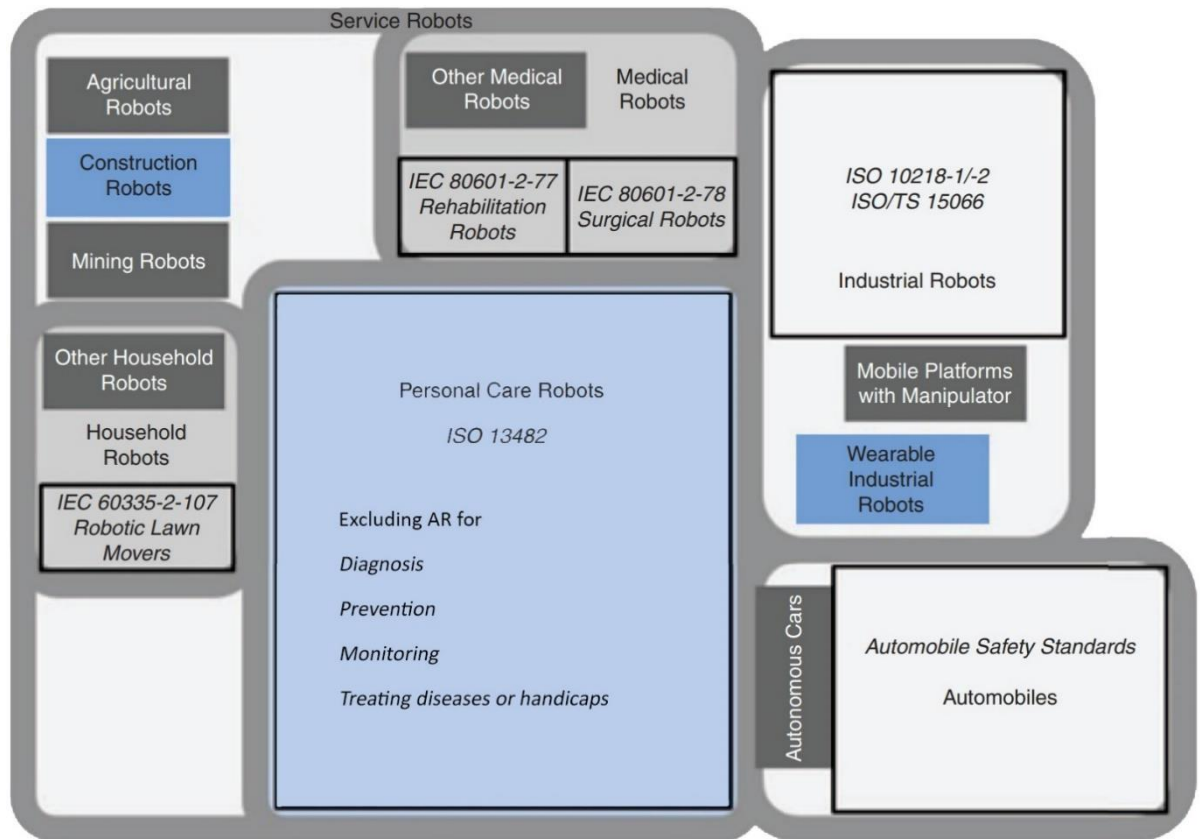 Service Robots
Agricultural
Robots
Construction
Robots
Mining Robots
Other Medical
Robots
Medical
Robots
IEC 80601-2-77
Rehabilitation
Robots
IEC 80601-2-78
Surgical Robots
ISO 10218-1/-2
ISO/TS 15066
Industrial Robots
Mobile Platforms
with Manipulator
Wearable
Industrial
Robots
Other Household
Robots
Household
Robots
IEC 60335-2-107
Robotic Lawn
Movers
Personal Care Robots
ISO 13482
Excluding AR for
Diagnosis
Prevention
Monitoring
Treating diseases or handicaps
Autonomous Cars
Automobile Safety Standards
Automobiles